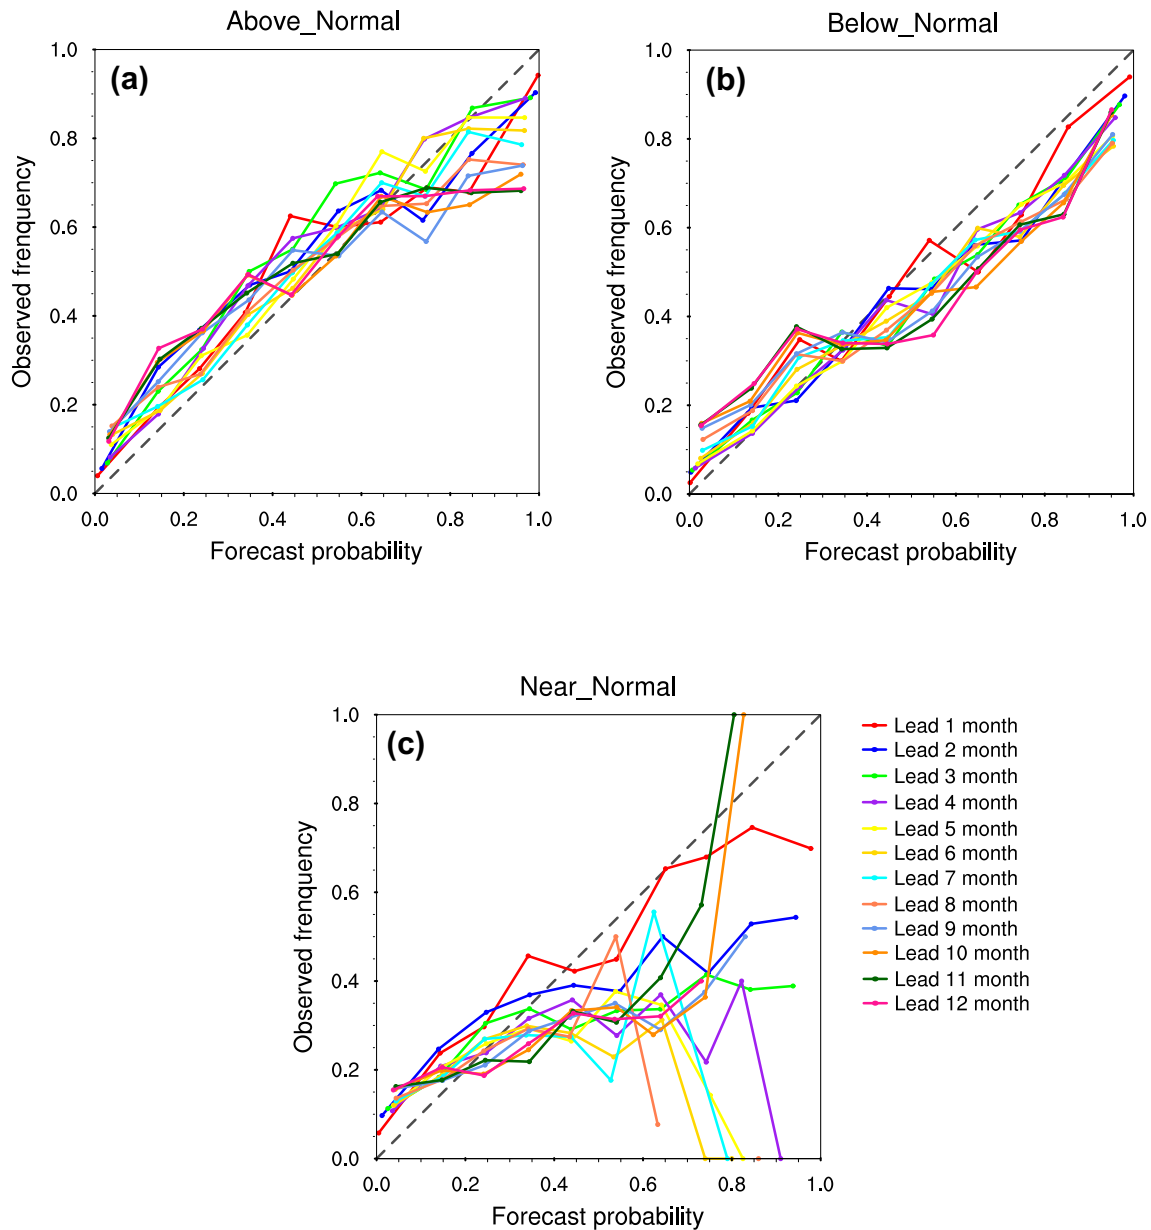 Above_Normal
(a)
1.0
0.8
0.6
0.4
0.2
0.0
Observed frenquency
0.0 0.2 0.4 0.6 0.8 1.0
Forecast probability
Below_Normal
(b)
1.0
0.8
0.6
0.4
0.2
0.0
Observed frenquency
0.0 0.2 0.4 0.6 0.8 1.0
Forecast probability
Near_Normal
(c)
1.0
0.8
0.6
0.4
0.2
0.0
Observed frenquency
0.0 0.2 0.4 0.6 0.8 1.0
Forecast probability
Lead 1 month
Lead 2 month
Lead 3 month
Lead 4 month
Lead 5 month
Lead 6 month
Lead 7 month
Lead 8 month
Lead 9 month
Lead 10 month
Lead 11 month
Lead 12 month